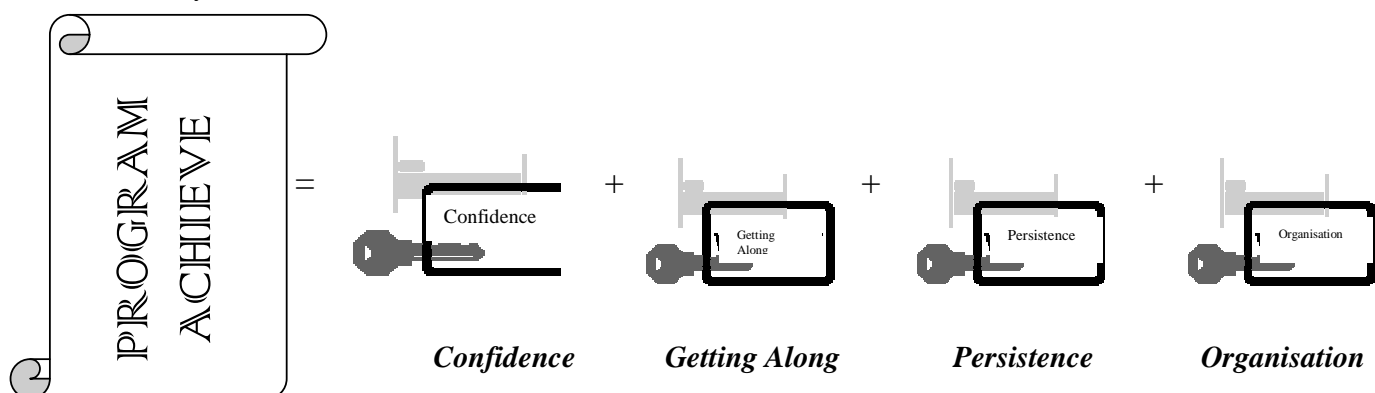 PROGRAM
ACHIEVE
=
Confidence
+
Getting
Along
+
Persistence
+
Organisation
Confidence
Getting Along
Persistence
Organisation